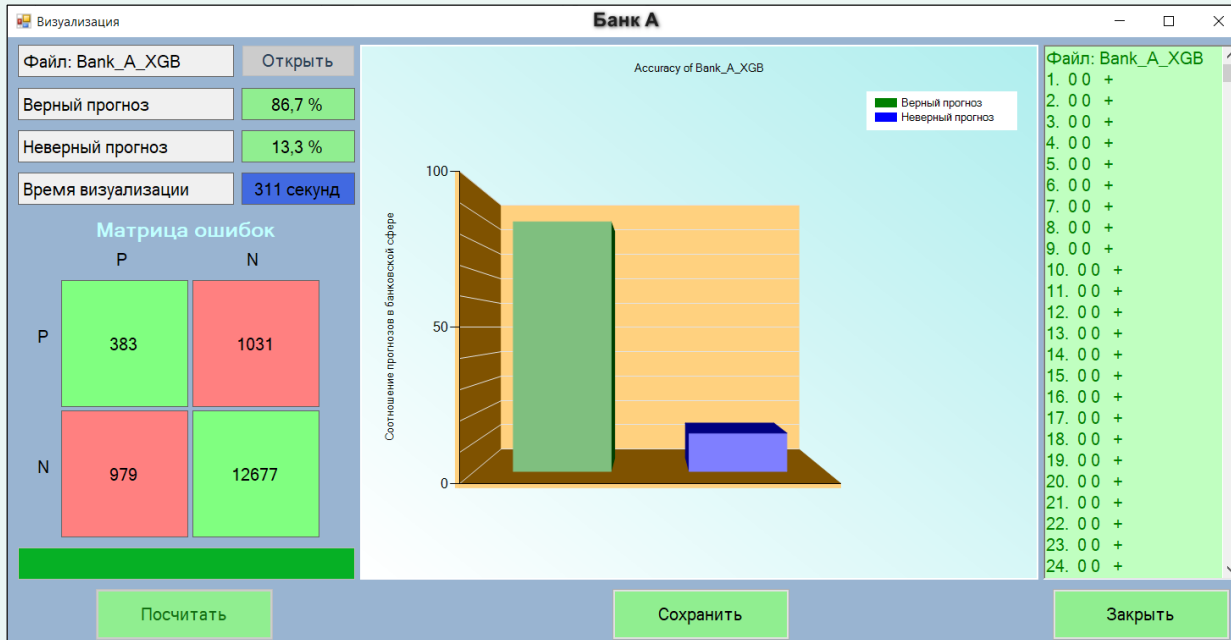 Визуализация
Банк А
Файл: Bank_A_XGB
Открыть
Верный прогноз
86,7 %
Неверный прогноз
13,3 %
Время визуализации
311 секунд
Матрица ошибок
P N
P 383 1031
N 979 12677
Посчитать
Accuracy of Bank_A_XGB
Верный прогноз
Неверный прогноз
Соотношение прогнозов в банковской сфере
100
50
0
Сохранить
Файл: Bank_A_XGB
1. 0 0 +
2. 0 0 +
3. 0 0 +
4. 0 0 +
5. 0 0 +
6. 0 0 +
7. 0 0 +
8. 0 0 +
9. 0 0 +
10. 0 0 +
11. 0 0 +
12. 0 0 +
13. 0 0 +
14. 0 0 +
15. 0 0 +
16. 0 0 +
17. 0 0 +
18. 0 0 +
19. 0 0 +
20. 0 0 +
21. 0 0 +
22. 0 0 +
23. 0 0 +
24. 0 0 +
Закрыть